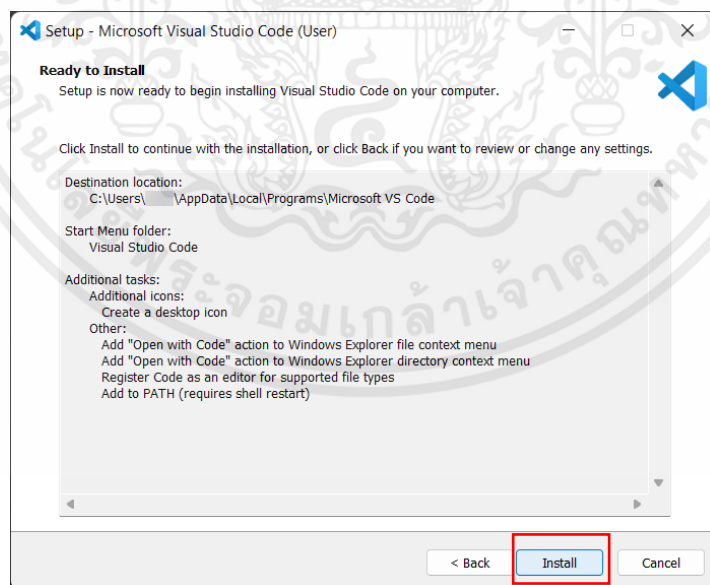 Setup - Microsoft Visual Studio Code (User)
Ready to Install
Setup is now ready to begin installing Visual Studio Code on your computer.
Click Install to continue with the installation, or click Back if you want to review or change any settings.
Destination location:
C:\Users\ \AppData\Local\Programs\Microsoft VS Code
Start Menu folder:
Visual Studio Code
Additional tasks:
Additional icons:
Create a desktop icon
Other:
Add "Open with Code" action to Windows Explorer file context menu
Add "Open with Code" action to Windows Explorer directory context menu
Register Code as an editor for supported file types
Add to PATH (requires shell restart)
< Back
Install
Cancel